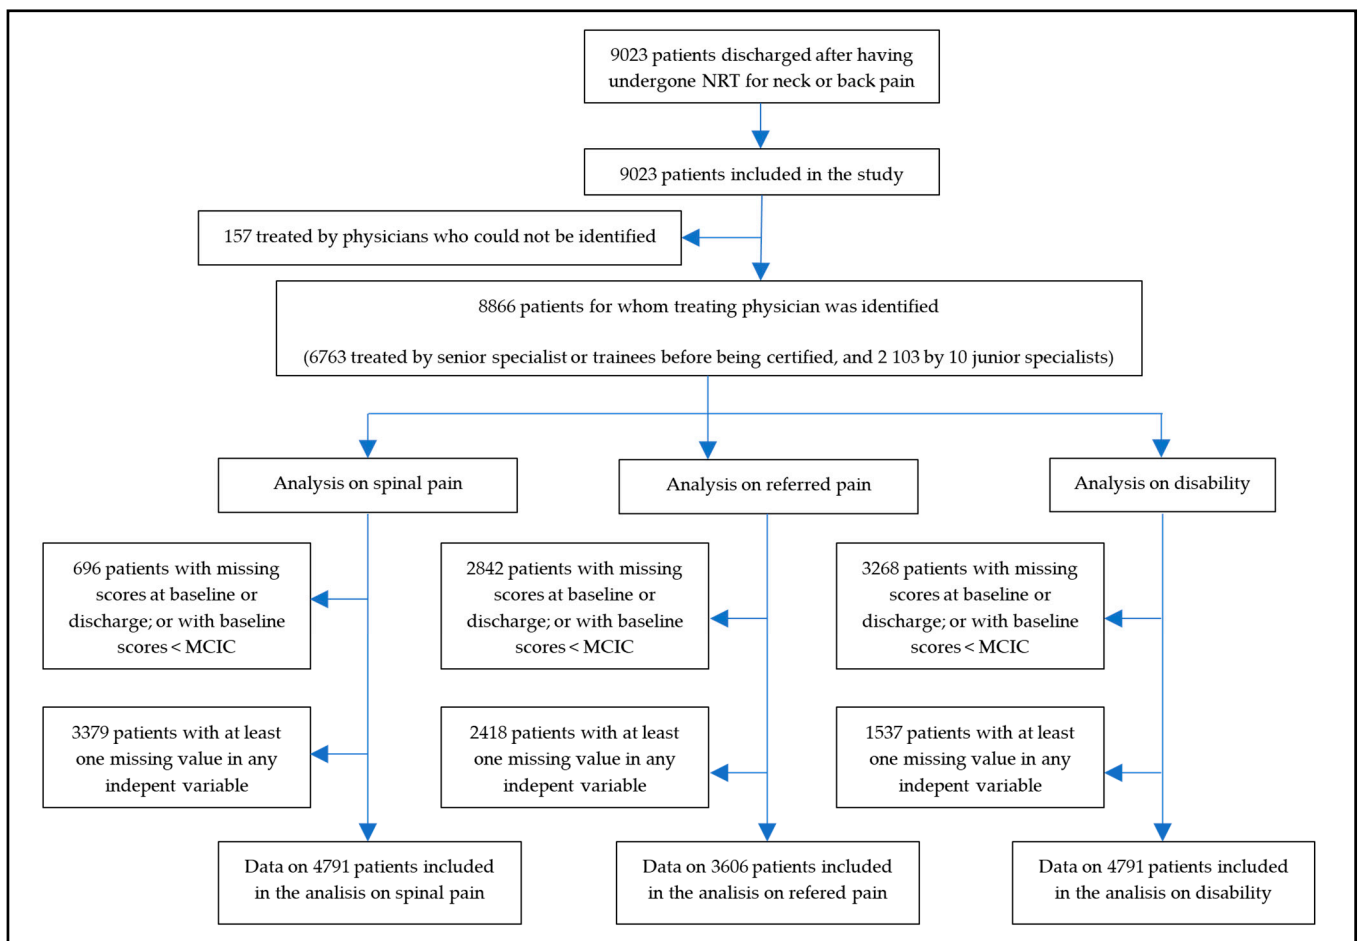 9023 patients discharged after having
undergone NRT for neck or back pain
9023 patients included in the study
157 treated by physicians who could not be identified
8866 patients for whom treating physician was identified
(6763 treated by senior specialist or trainees before being certified, and 2 103 by 10 junior specialists)
Analysis on spinal pain
Analysis on referred pain
Analysis on disability
696 patients with missing
scores at baseline or
discharge; or with baseline
scores < MCIC
2842 patients with missing
scores at baseline or
discharge; or with baseline
scores < MCIC
3268 patients with missing
scores at baseline or
discharge; or with baseline
scores < MCIC
3379 patients with at least
one missing value in any
indepent variable
2418 patients with at least
one missing value in any
indepent variable
1537 patients with at least
one missing value in any
indepent variable
Data on 4791 patients included
in the analisis on spinal pain
Data on 3606 patients included
in the analisis on refered pain
Data on 4791 patients included
in the analisis on disability